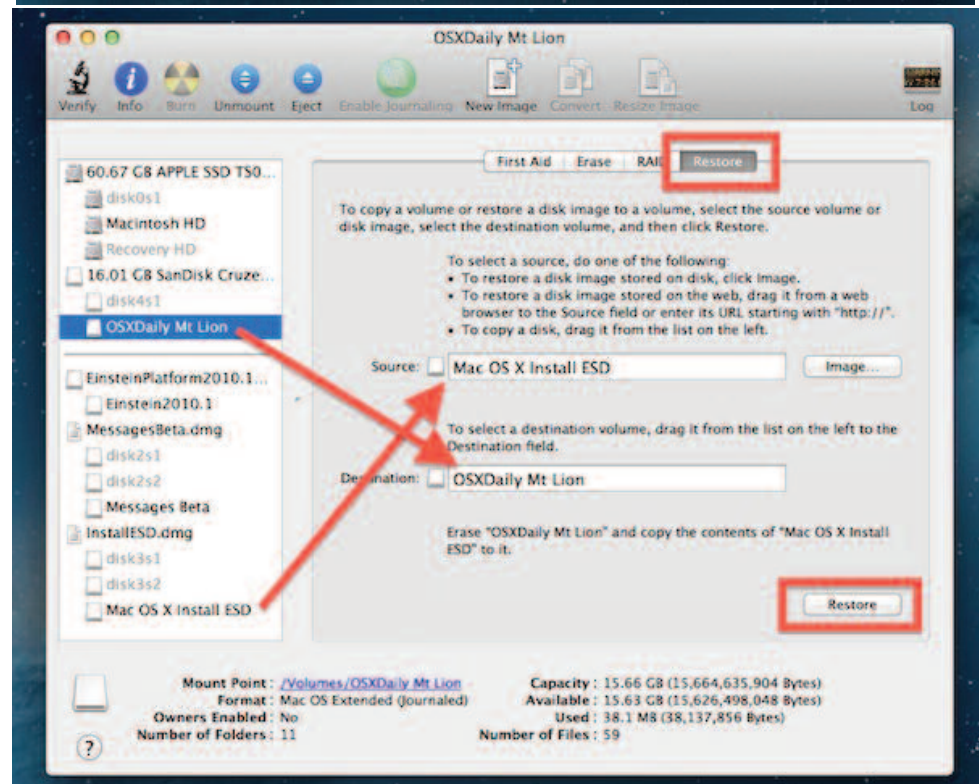 OSXDaily Mt Lion
Verify Info Burn Unmount Eject Enable Journaling New Image Convert Resize Image Log
First Aid Erase RAID Restore
60.67 GB APPLE SSD TS0...
disk0s1
Macintosh HD
Recovery HD
16.01 GB SanDisk Cruze...
disk4s1
OSXDaily Mt Lion
EinsteinPlatform2010.1...
Einstein2010.1
MessagesBeta.dmg
disk2s1
disk2s2
Messages Beta
InstallESD.dmg
disk3s1
disk3s2
Mac OS X Install ESD
To copy a volume or restore a disk image to a volume, select the source volume or
disk image, select the destination volume, and then click Restore.
To select a source, do one of the following:
• To restore a disk image stored on disk, click Image.
• To restore a disk image stored on the web, drag it from a web
browser to the Source field or enter its URL starting with "http://".
• To copy a disk, drag it from the list on the left.
Source: Mac OS X Install ESD Image...
To select a destination volume, drag it from the list on the left to the
Destination field.
Destination: OSXDaily Mt Lion
Erase "OSXDaily Mt Lion" and copy the contents of "Mac OS X Install
ESD" to it.
Restore
Mount Point : /Volumes/OSXDaily Mt Lion
Format : Mac OS Extended (Journaled)
Owners Enabled : No
Number of Folders : 11
Capacity : 15.66 GB (15,664,635,904 Bytes)
Available : 15.63 GB (15,626,498,048 Bytes)
Used : 38.1 MB (38,137,856 Bytes)
Number of Files : 59
?